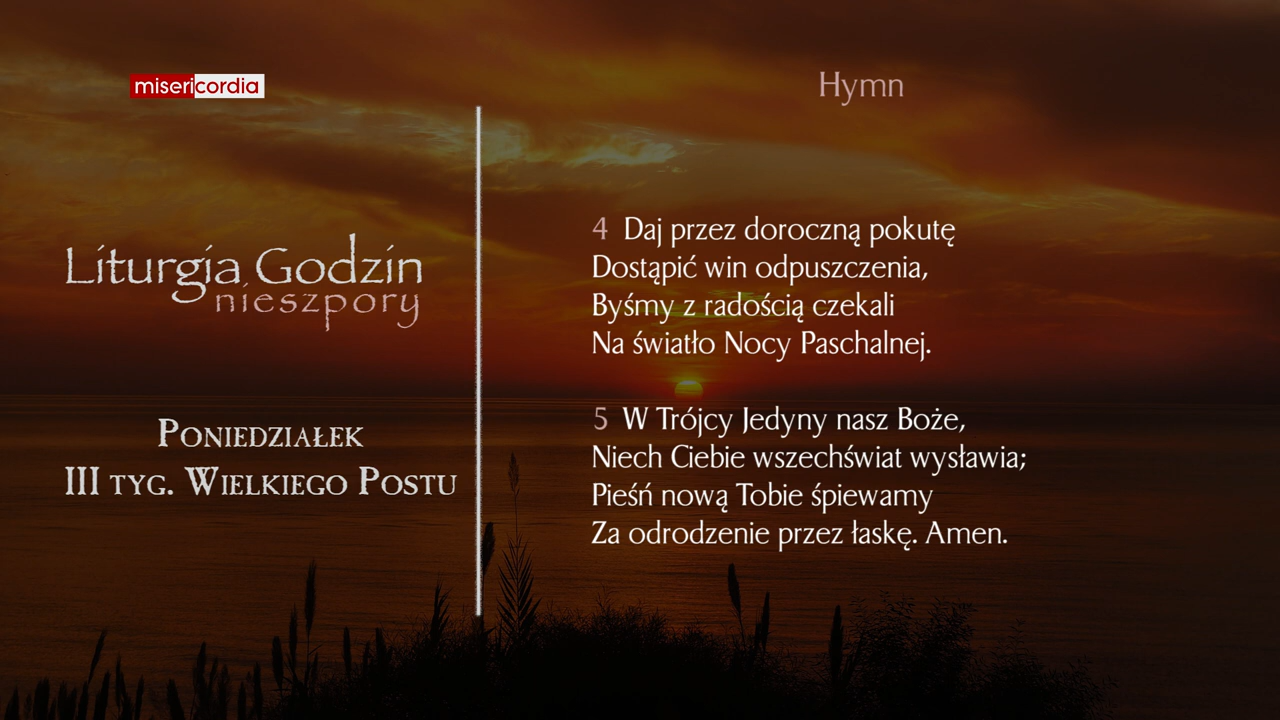 misericordia
Liturgia Godzin
nieszpory
Poniedziałek
III tyg. Wielkiego Postu
Hymn
4 Daj przez doroczną pokutę
Dostąpić win odpuszczenia,
Byśmy z radością czekali
Na światło Nocy Paschalnej.
5 W Trójcy Jedyny nasz Boże,
Niech Ciebie wszechświat wysławia;
Pieśń nową Tobie śpiewamy
Za odrodzenie przez łaskę. Amen.